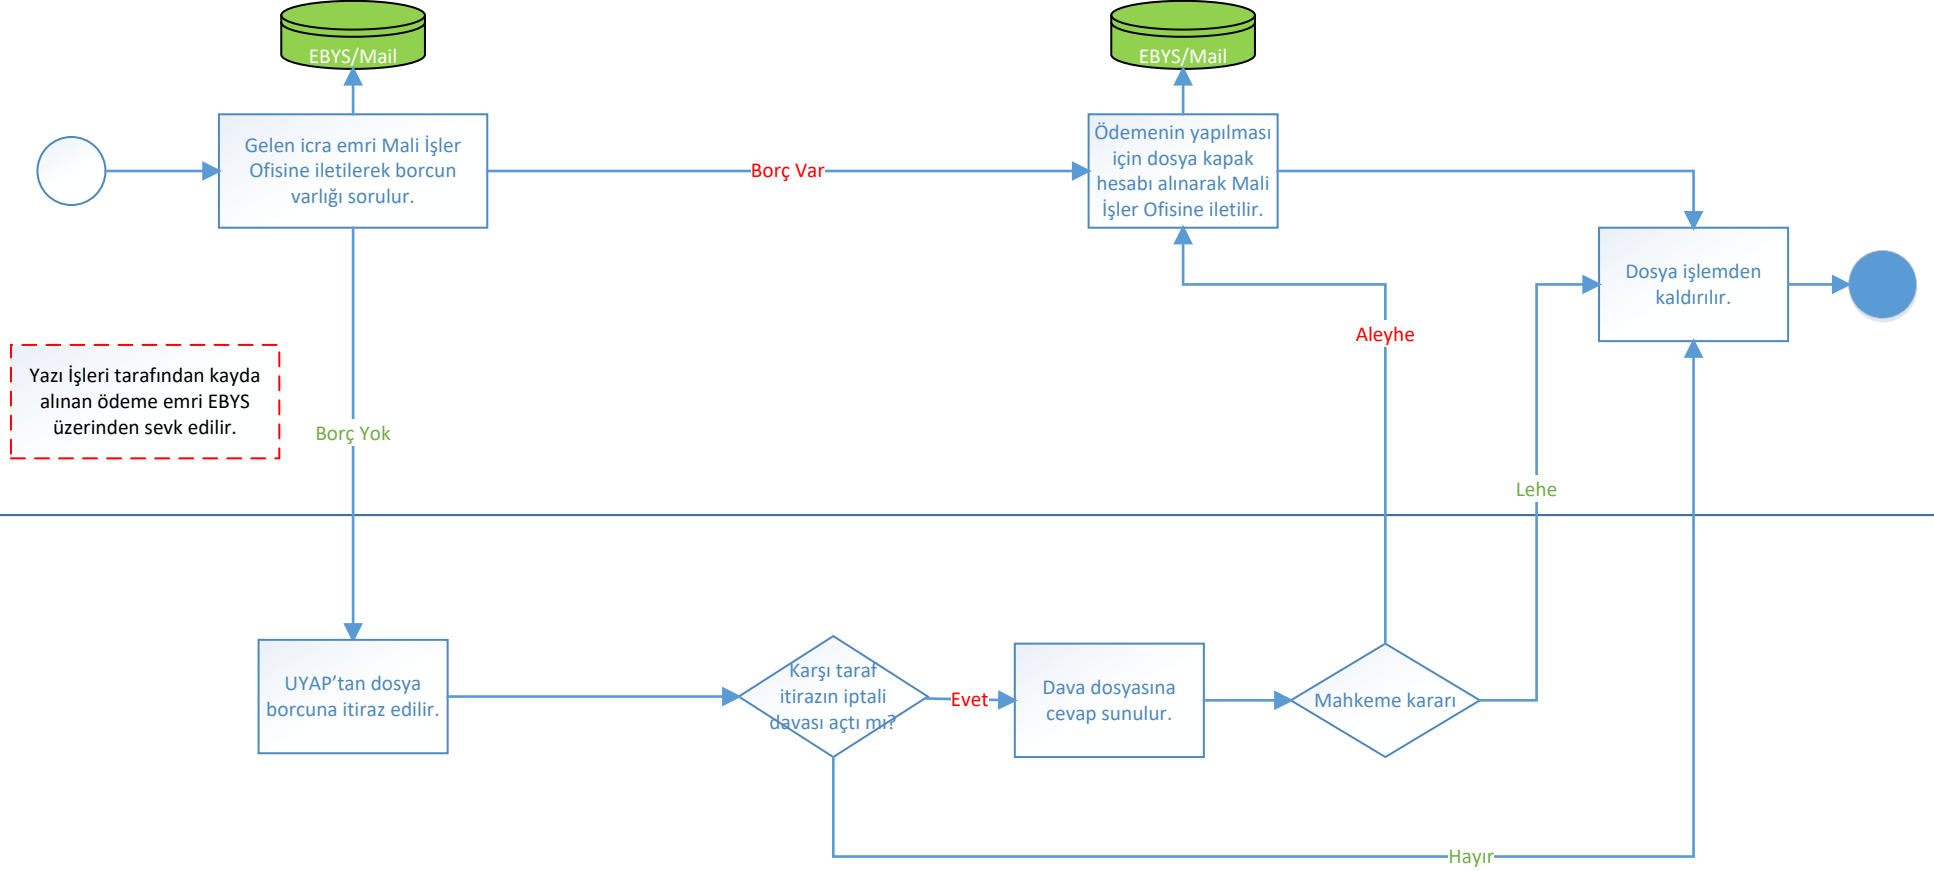 EBYS/Mail
EBYS/Mail
Gelen icra emri Mali İşler
Ofisine iletilerek borcun
varlığı sorulur.
Borç Var
Ödemenin yapılması
için dosya kapak
hesabı alınarak Mali
İşler Ofisine iletilir.
Dosya işlemden
kaldırılır.
Aleyhe
Yazı İşleri tarafından kayda
alınan ödeme emri EBYS
üzerinden sevk edilir.
Borç Yok
Lehe
UYAP’tan dosya
borcuna itiraz edilir.
Karşı taraf
itirazın iptali
davası açtı mı?
Evet
Dava dosyasına
cevap sunulur.
Mahkeme kararı
Hayır